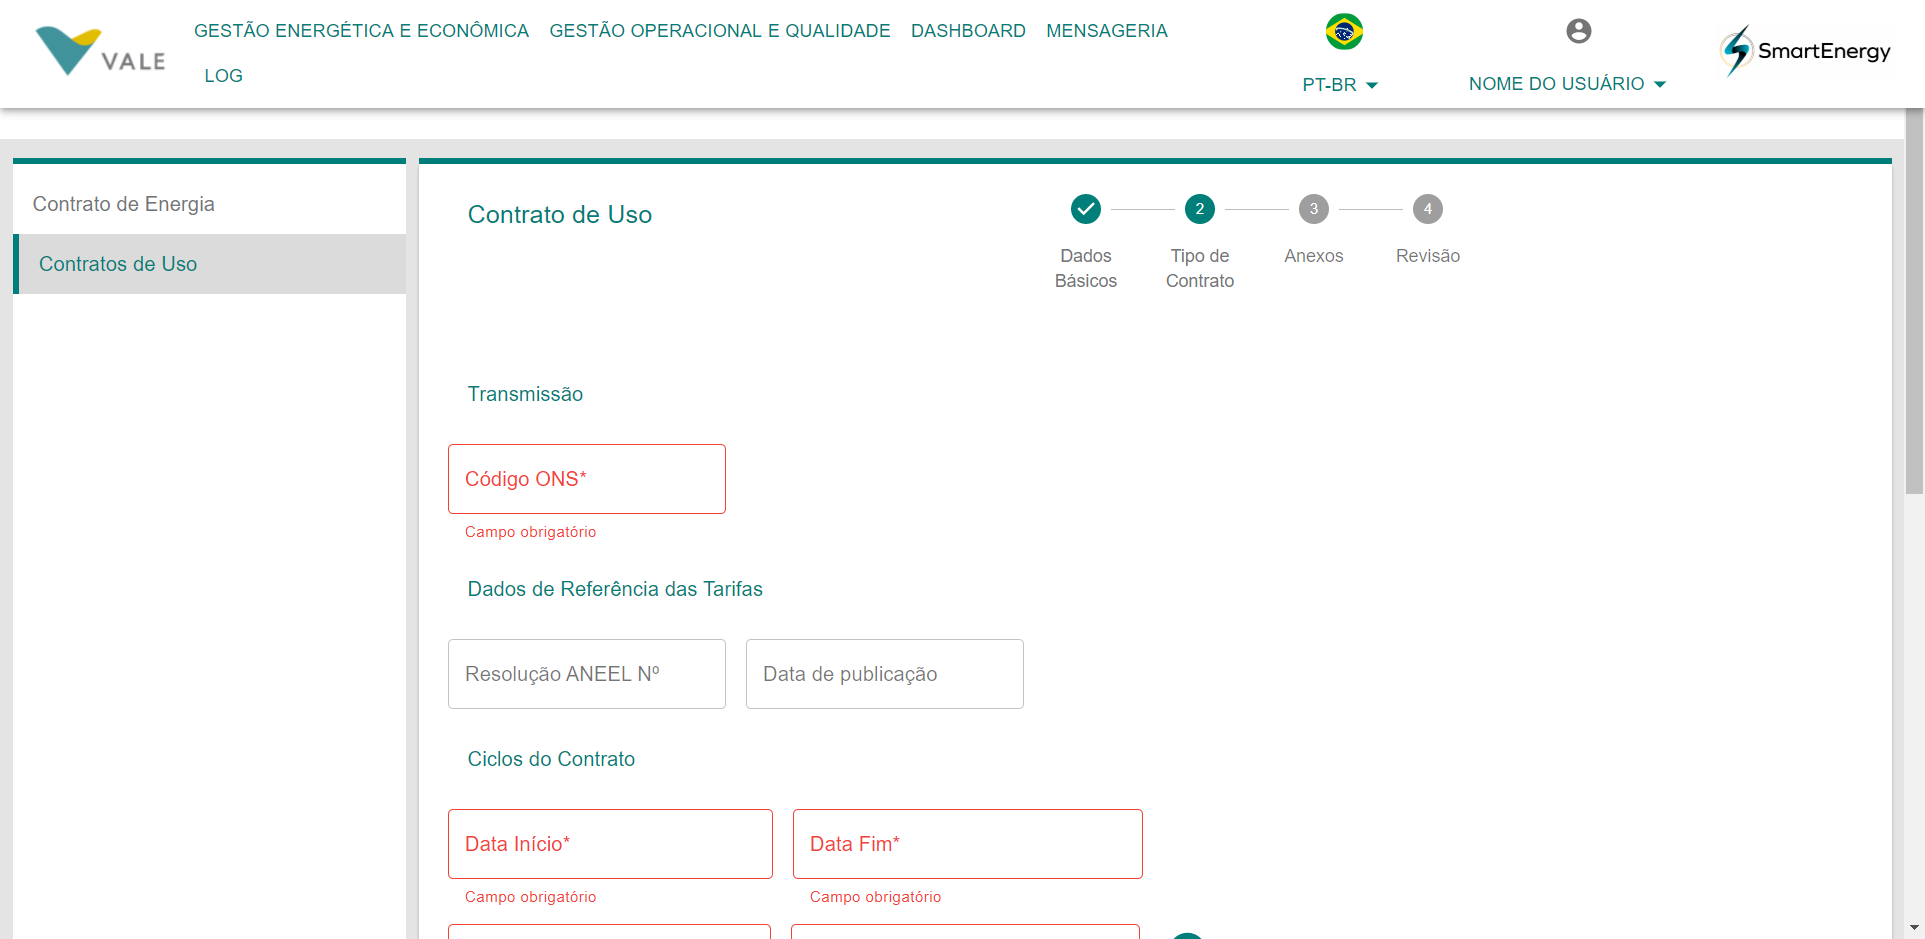 VALE
GESTÃO ENERGÉTICA E ECONÔMICA GESTÃO OPERACIONAL E QUALIDADE DASHBOARD MENSAGERIA
LOG
PT-BR
NOME DO USUÁRIO
SmartEnergy
Contrato de Energia
Contratos de Uso
Contrato de Uso
2
3
4
Dados
Básicos
Tipo de
Contrato
Anexos
Revisão
Transmissão
Código ONS*
Campo obrigatório
Dados de Referência das Tarifas
Resolução ANEEL Nº
Data de publicação
Ciclos do Contrato
Data Início*
Data Fim*
Campo obrigatório
Campo obrigatório